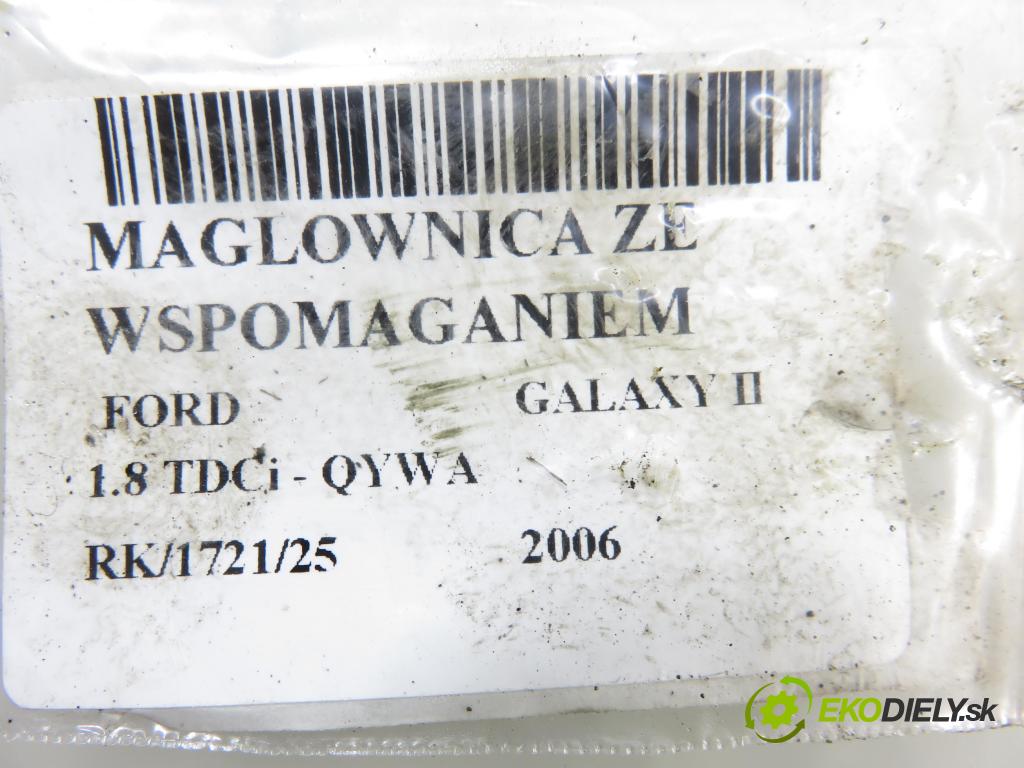 MAGLOWNICA ZE
WSPOMAGANIEM
FORD GALAXY II
1.8 TDCi - QYWA
RK/1721/25 2006
EKODIELY.sk